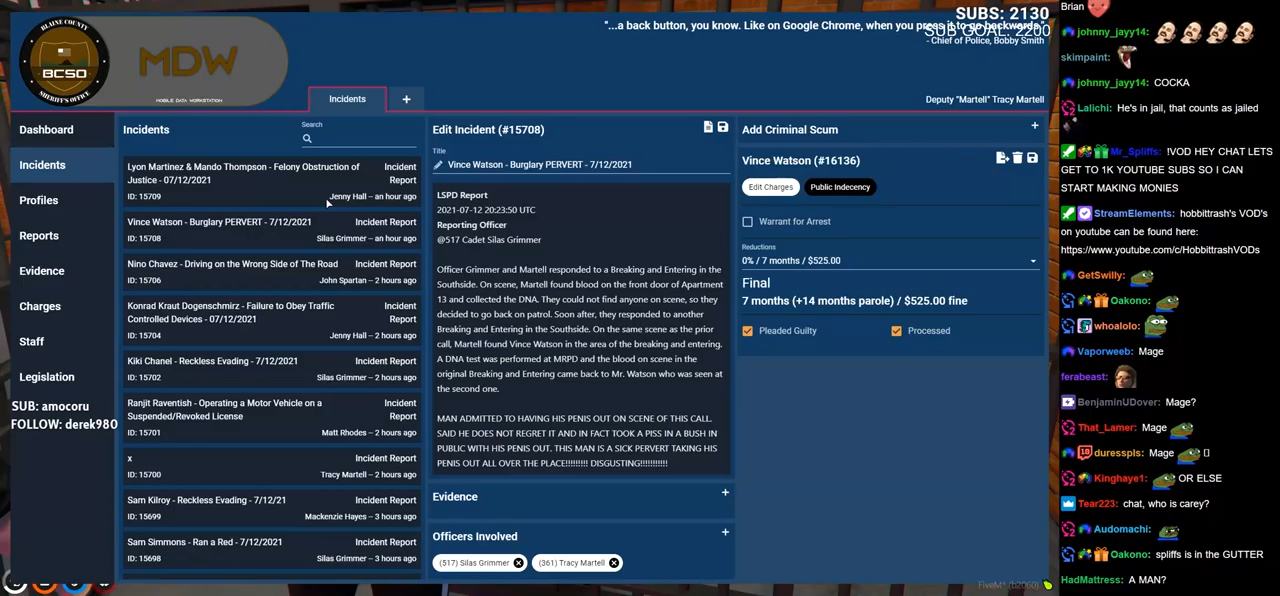 SUBS: 2130
"...a back button, you know. Like on Google Chrome, when you press it to go backwards"
SUB GOAL: 2200
- Chief of Police, Bobby Smith
BLAINE COUNTY
BCSO
SHERIFF'S OFFICE
MDW
MOBILE DATA WORKSTATION
Incidents
+
Deputy "Martell" Tracy Martell
Dashboard
Incidents
Profiles
Reports
Evidence
Charges
Staff
Legislation
SUB: amocoru
FOLLOW: derek980
Incidents
Search
Lyon Martinez & Mando Thompson - Felony Obstruction of
Justice - 07/12/2021
Incident
Report
ID: 15709
Jenny Hall – an hour ago
Vince Watson - Burglary PERVERT - 7/12/2021
Incident Report
ID: 15708
Silas Grimmer – an hour ago
Nino Chavez - Driving on the Wrong Side of The Road
Incident Report
ID: 15706
John Spartan – 2 hours ago
Konrad Kraut Dogenschmirz - Failure to Obey Traffic
Controlled Devices - 07/12/2021
Incident
Report
ID: 15704
Jenny Hall – 2 hours ago
Kiki Chanel - Reckless Evading - 7/12/2021
Incident Report
ID: 15702
Silas Grimmer – 2 hours ago
Ranjit Raventish - Operating a Motor Vehicle on a
Suspended/Revoked License
Incident
Report
ID: 15701
Matt Rhodes – 2 hours ago
x
Incident Report
ID: 15700
Tracy Martell – 2 hours ago
Sam Kilroy - Reckless Evading - 7/12/21
Incident Report
ID: 15699
Mackenzie Hayes – 3 hours ago
Sam Simmons - Ran a Red - 7/12/2021
Incident Report
ID: 15698
Silas Grimmer – 3 hours ago
Edit Incident (#15708)
Title
Vince Watson - Burglary PERVERT - 7/12/2021
LSPD Report
2021-07-12 20:23:50 UTC
Reporting Officer
@517 Cadet Silas Grimmer
Officer Grimmer and Martell responded to a Breaking and Entering in the
Southside. On scene, Martell found blood on the front door of Apartment
13 and collected the DNA. They could not find anyone on scene, so they
decided to go back on patrol. Soon after, they responded to another
Breaking and Entering in the Southside. On the same scene as the prior
call, Martell found Vince Watson in the area of the breaking and entering.
A DNA test was performed at MRPD and the blood on scene in the
original Breaking and Entering came back to Mr. Watson who was seen at
the second one.
MAN ADMITTED TO HAVING HIS PENIS OUT ON SCENE OF THIS CALL.
SAID HE DOES NOT REGRET IT AND IN FACT TOOK A PISS IN A BUSH IN
PUBLIC WITH HIS PENIS OUT. THIS MAN IS A SICK PERVERT TAKING HIS
PENIS OUT ALL OVER THE PLACE!!!!!!!!! DISGUSTING!!!!!!!!!!!
Evidence
+
Officers Involved
+
(517) Silas Grimmer
(361) Tracy Martell
Add Criminal Scum
+
Vince Watson (#16136)
Edit Charges
Public Indecency
Warrant for Arrest
Reductions
0% / 7 months / $525.00
Final
7 months (+14 months parole) / $525.00 fine
Pleaded Guilty
Processed
FiveM* (b2060)
Brian
johnny_jayy14:
skimpaint:
johnny_jayy14: COCKA
Lalichi: He's in jail, that counts as jailed
Mr_Spliffs: !VOD HEY CHAT LETS
GET TO 1K YOUTUBE SUBS SO I CAN
START MAKING MONIES
StreamElements: hobbittrash's VOD's
on youtube can be found here:
https://www.youtube.com/c/HobbittrashVODs
GetSwilly:
Oakono:
whoalolo:
Vaporweeb: Mage
ferabeast:
BenjaminUDover: Mage?
That_Lamer: Mage
duresspls: Mage
Kinghaye1: OR ELSE
Tear223: chat, who is carey?
Audomachi:
Oakono: spliffs is in the GUTTER
HadMattress: A MAN?